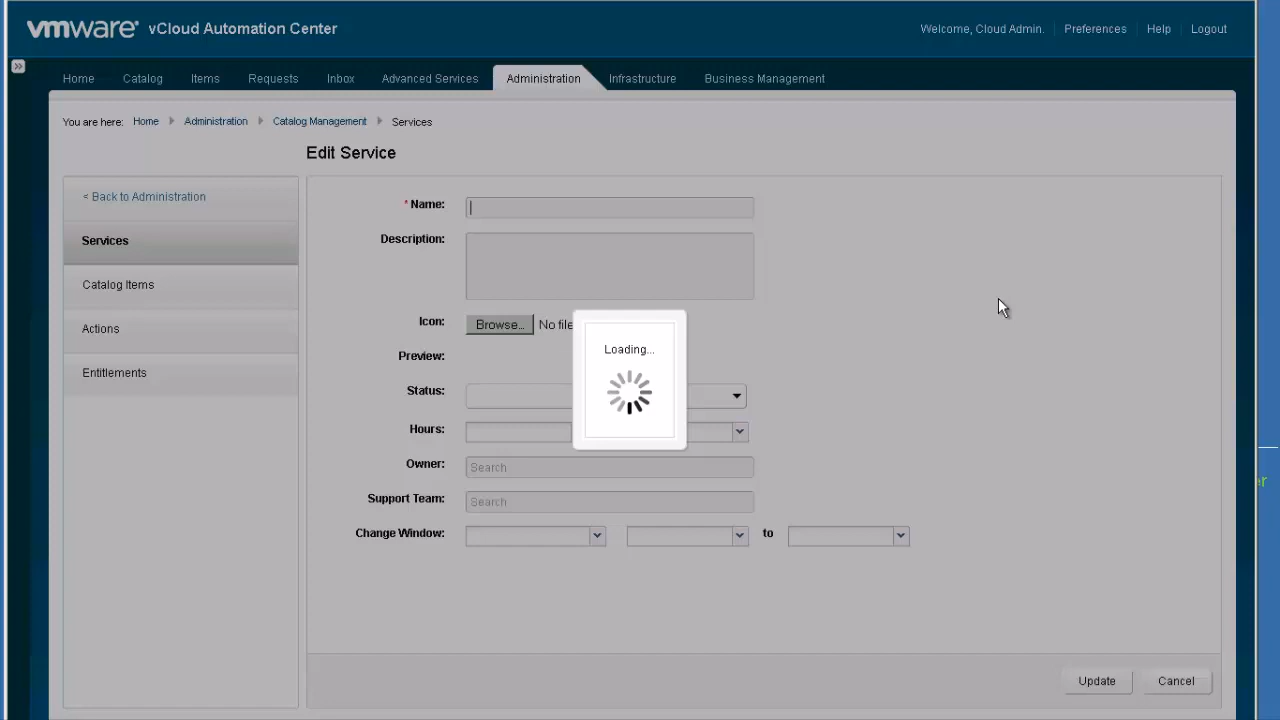 vmware® vCloud Automation Center
Welcome, Cloud Admin. Preferences Help Logout
Home Catalog Items Requests Inbox Advanced Services Administration Infrastructure Business Management
You are here: Home Administration Catalog Management Services
Edit Service
< Back to Administration
Services
Catalog Items
Actions
Entitlements
* Name:
Description:
Icon: Browse... No file
Preview:
Loading...
Status:
Hours:
Owner: Search
Support Team: Search
Change Window: to
Update Cancel